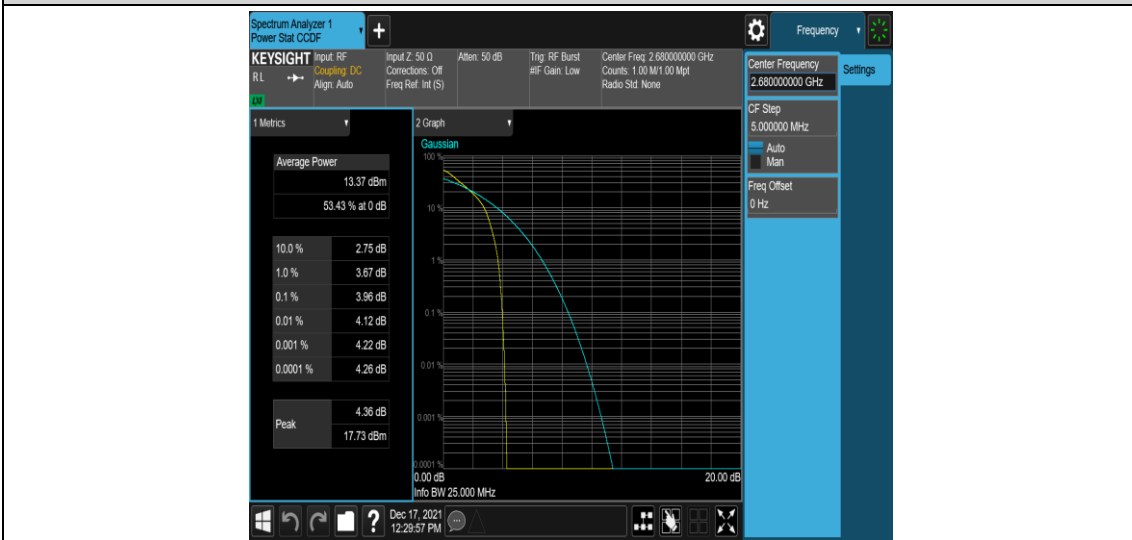 Spectrum Analyzer 1
Power Stat CCDF
+
Frequency
KEYSIGHT
Input: RF
Coupling: DC
Align: Auto
R L
LXI
Input Z: 50 Ω
Corrections: Off
Freq Ref: Int (S)
Atten: 50 dB
Trig: RF Burst
#IF Gain: Low
Center Freq: 2.680000000 GHz
Counts: 1.00 M/1.00 Mpt
Radio Std: None
Center Frequency
2.680000000 GHz
Settings
CF Step
5.000000 MHz
Auto
Man
Freq Offset
0 Hz
1 Metrics
Average Power
13.37 dBm
53.43 % at 0 dB
10.0 % 2.75 dB
1.0 % 3.67 dB
0.1 % 3.96 dB
0.01 % 4.12 dB
0.001 % 4.22 dB
0.0001 % 4.26 dB
Peak
4.36 dB
17.73 dBm
2 Graph
Gaussian
100 %
10 %
1 %
0.1 %
0.01 %
0.001 %
0.0001 %
0.00 dB 20.00 dB
Info BW 25.000 MHz
?
Dec 17, 2021
12:29:57 PM